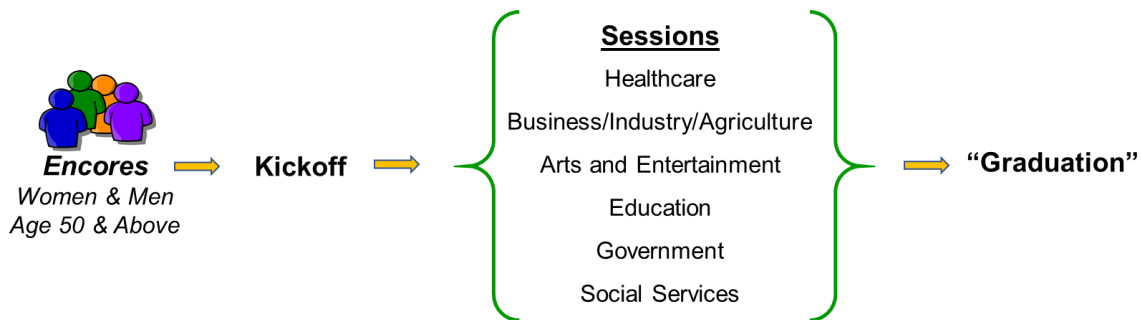 Encores
Women & Men
Age 50 & Above
Kickoff
Sessions
Healthcare
Business/Industry/Agriculture
Arts and Entertainment
Education
Government
Social Services
“Graduation”